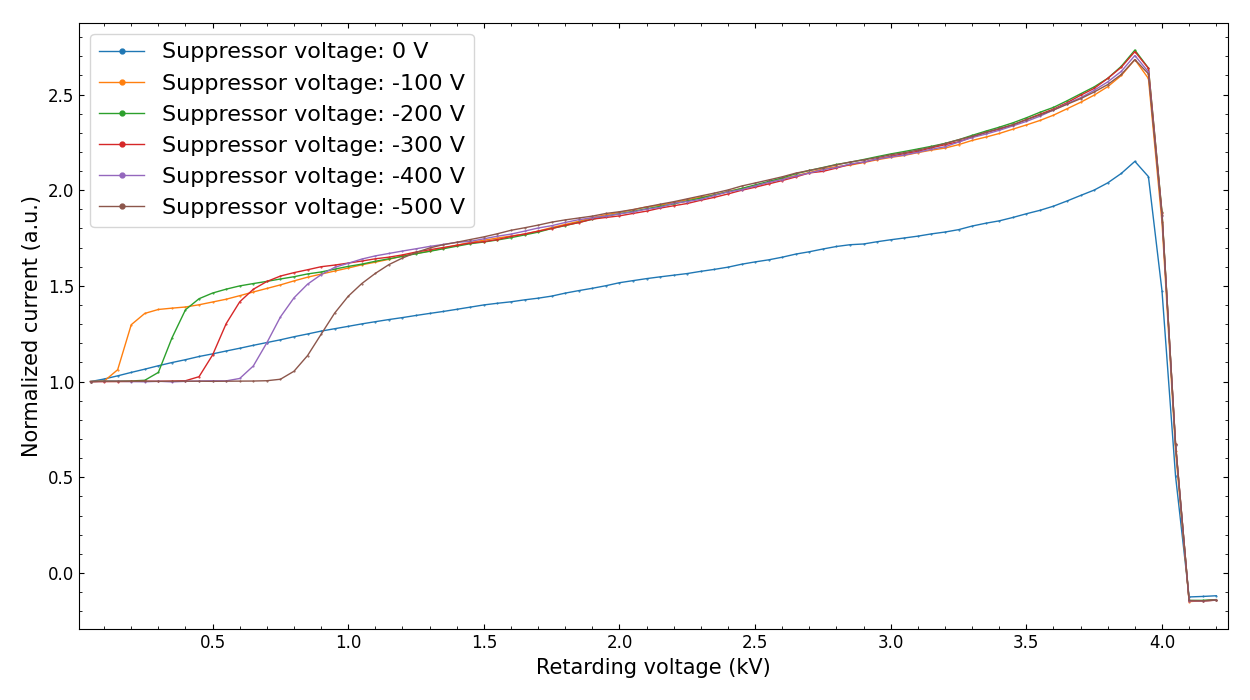 Suppressor voltage: 0 V
Suppressor voltage: -100 V
Suppressor voltage: -200 V
Suppressor voltage: -300 V
Suppressor voltage: -400 V
Suppressor voltage: -500 V
Normalized current (a.u.)
2.5
2.0
1.5
1.0
0.5
0.0
0.5 1.0 1.5 2.0 2.5 3.0 3.5 4.0
Retarding voltage (kV)